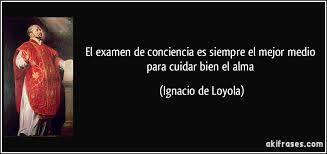 El examen de conciencia es siempre el mejor medio
para cuidar bien el alma
(Ignacio de Loyola)
akifrases.com